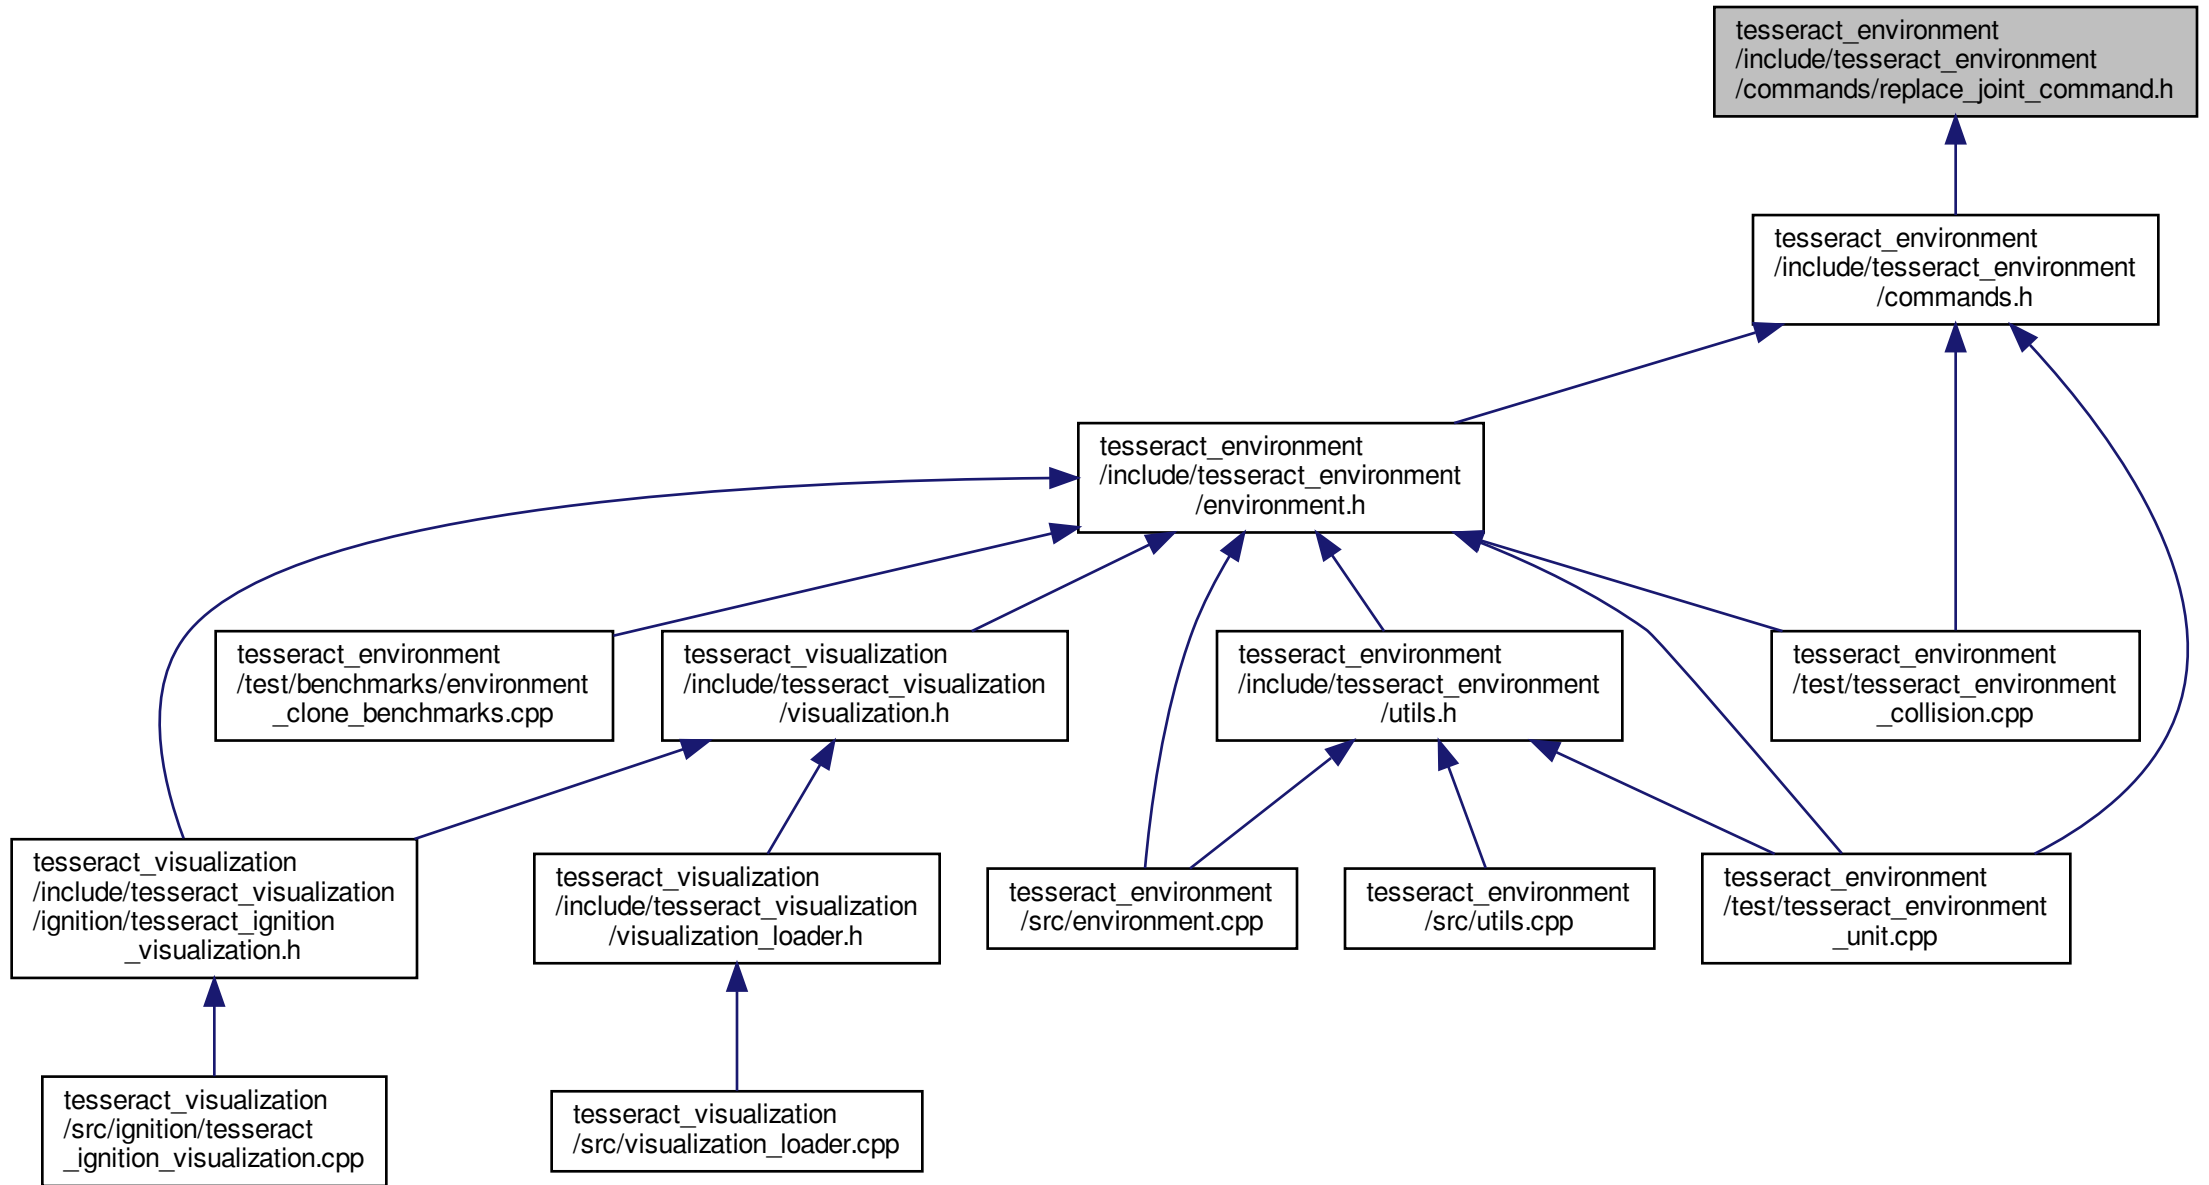 tesseract_environment
/include/tesseract_environment
/commands/replace_joint_command.h
tesseract_environment
/include/tesseract_environment
/commands.h
tesseract_environment
/include/tesseract_environment
/environment.h
tesseract_environment
/test/benchmarks/environment
_clone_benchmarks.cpp
tesseract_visualization
/include/tesseract_visualization
/visualization.h
tesseract_environment
/include/tesseract_environment
/utils.h
tesseract_environment
/test/tesseract_environment
_collision.cpp
tesseract_visualization
/include/tesseract_visualization
/ignition/tesseract_ignition
_visualization.h
tesseract_visualization
/include/tesseract_visualization
/visualization_loader.h
tesseract_environment
/src/environment.cpp
tesseract_environment
/src/utils.cpp
tesseract_environment
/test/tesseract_environment
_unit.cpp
tesseract_visualization
/src/ignition/tesseract
_ignition_visualization.cpp
tesseract_visualization
/src/visualization_loader.cpp